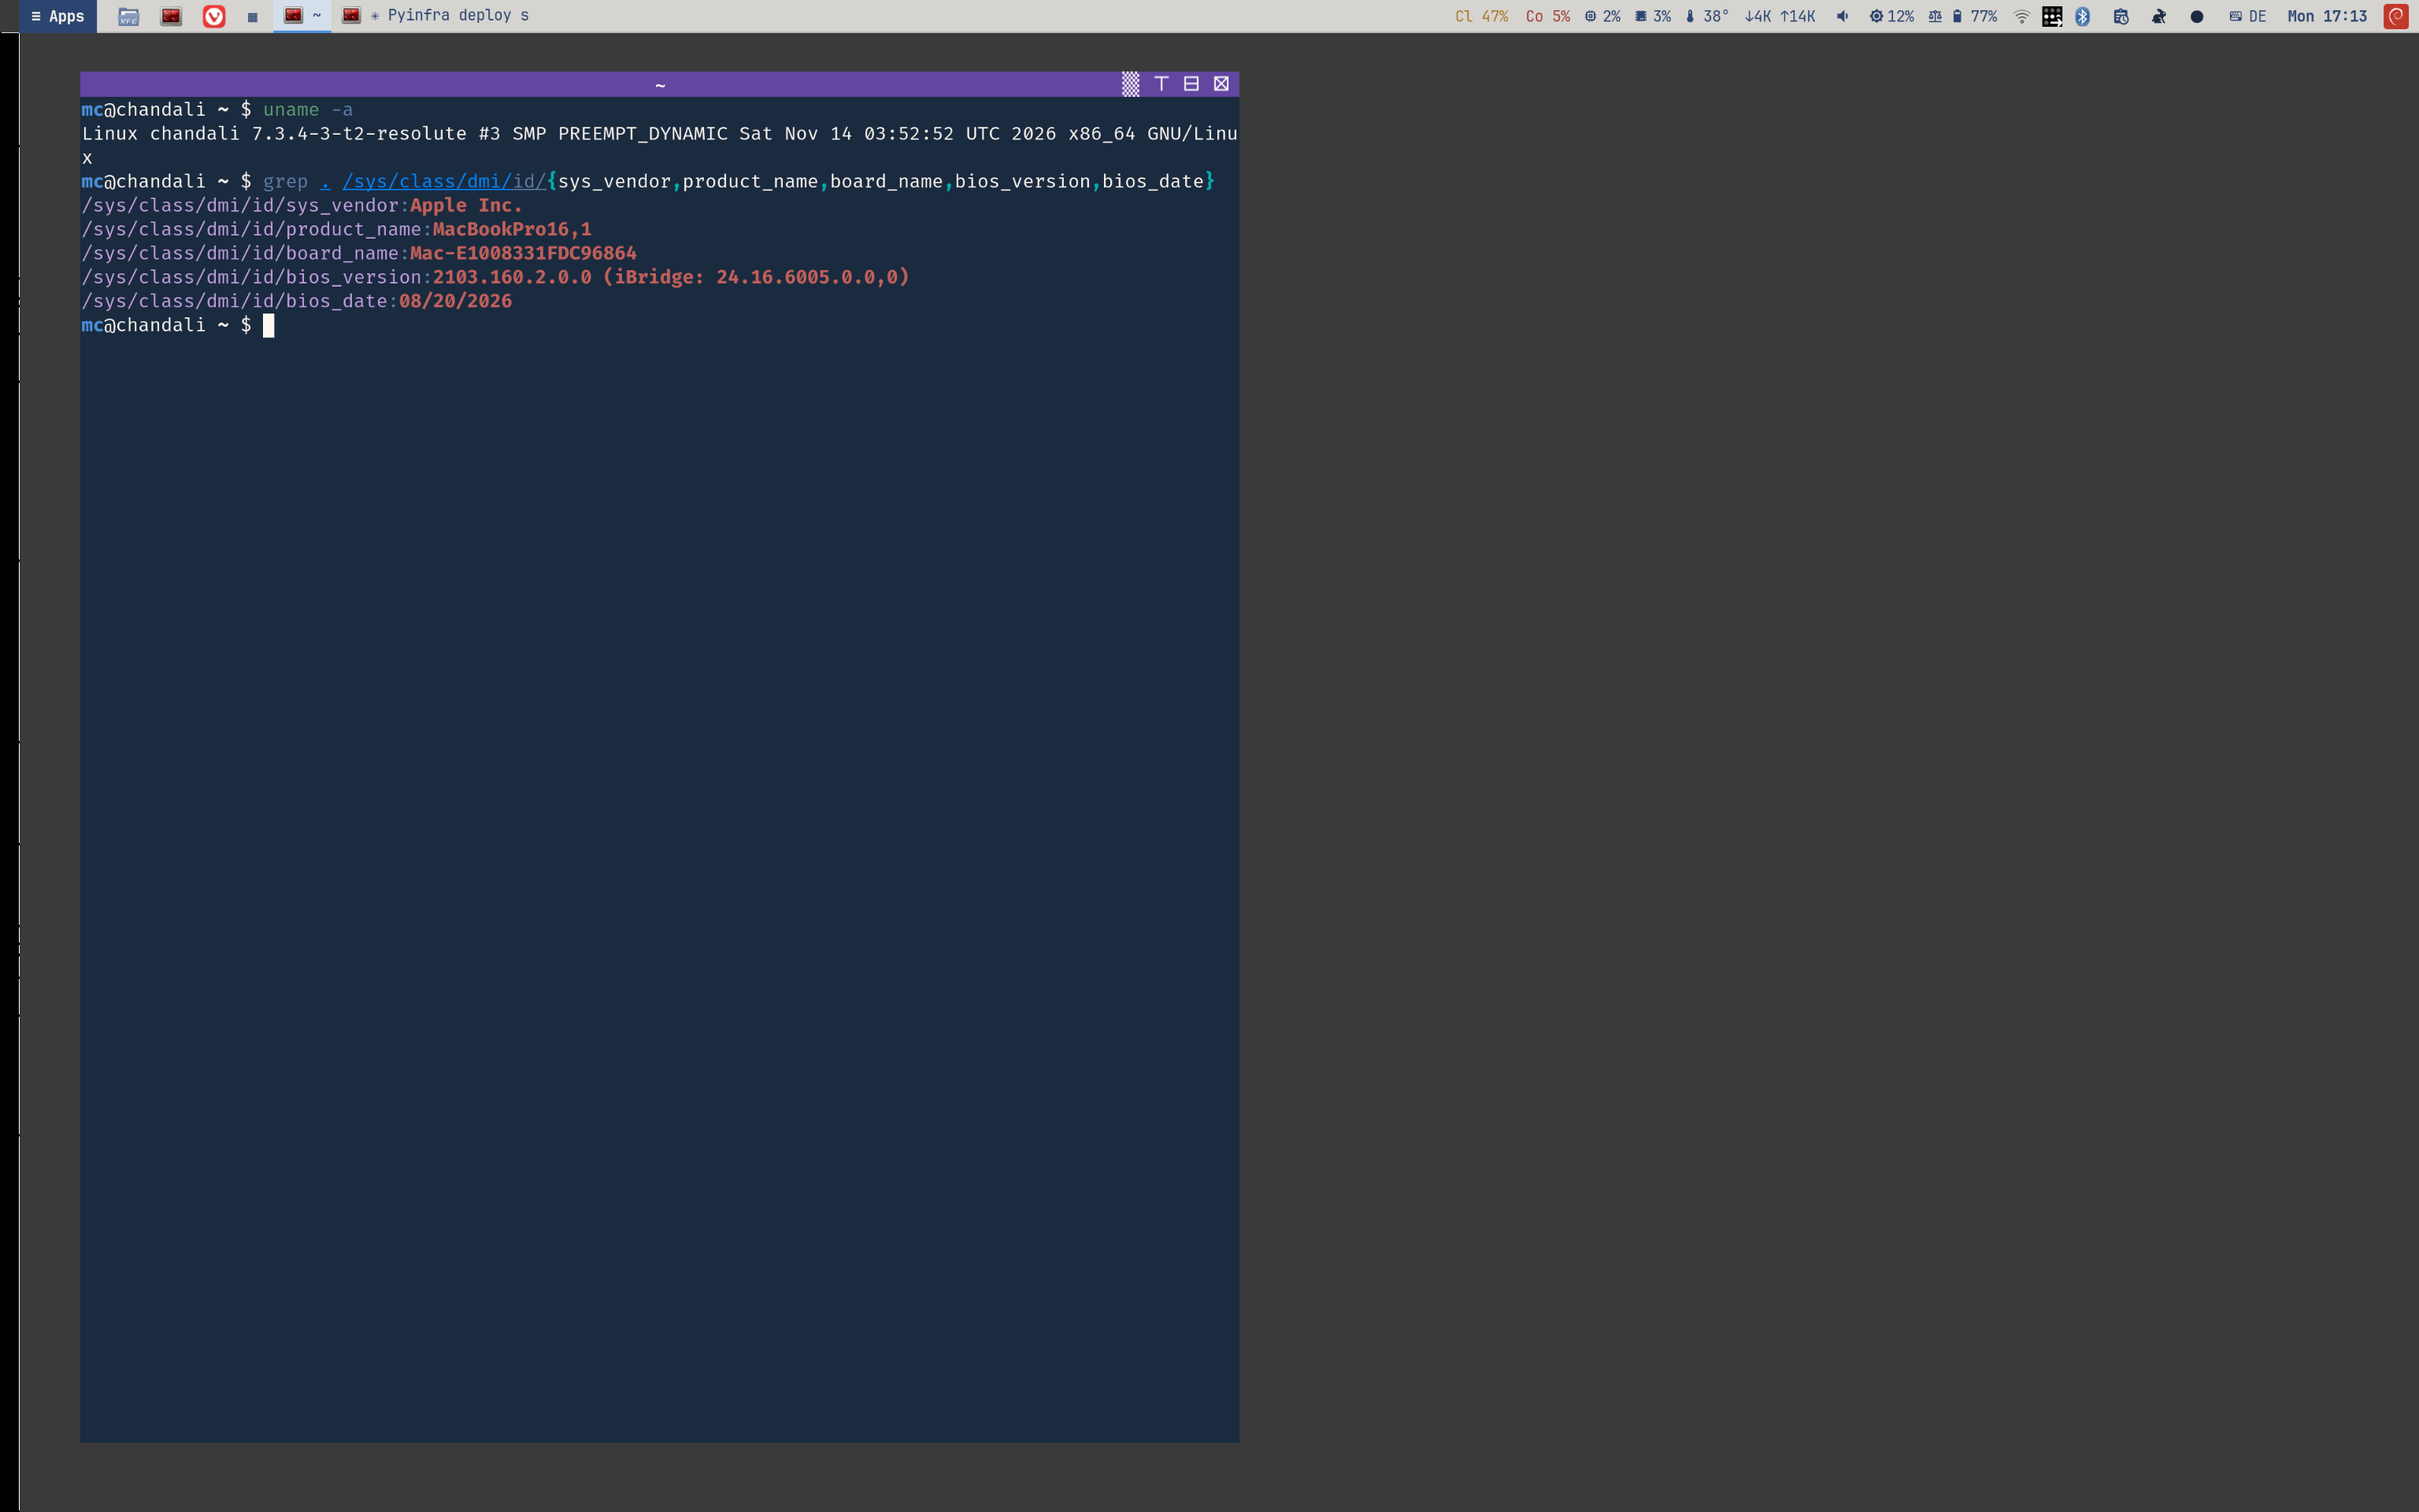 ≡ Apps
~
✳ Pyinfra deploy s
Cl 47% Co 5% 2% 3% 38° ↓4K ↑14K 12% 77% DE Mon 17:13
~
mc@chandali ~ $ uname -a
Linux chandali 7.3.4-3-t2-resolute #3 SMP PREEMPT_DYNAMIC Sat Nov 14 03:52:52 UTC 2026 x86_64 GNU/Linu
x
mc@chandali ~ $ grep . /sys/class/dmi/id/{sys_vendor,product_name,board_name,bios_version,bios_date}
/sys/class/dmi/id/sys_vendor:Apple Inc.
/sys/class/dmi/id/product_name:MacBookPro16,1
/sys/class/dmi/id/board_name:Mac-E1008331FDC96864
/sys/class/dmi/id/bios_version:2103.160.2.0.0 (iBridge: 24.16.6005.0.0,0)
/sys/class/dmi/id/bios_date:08/20/2026
mc@chandali ~ $